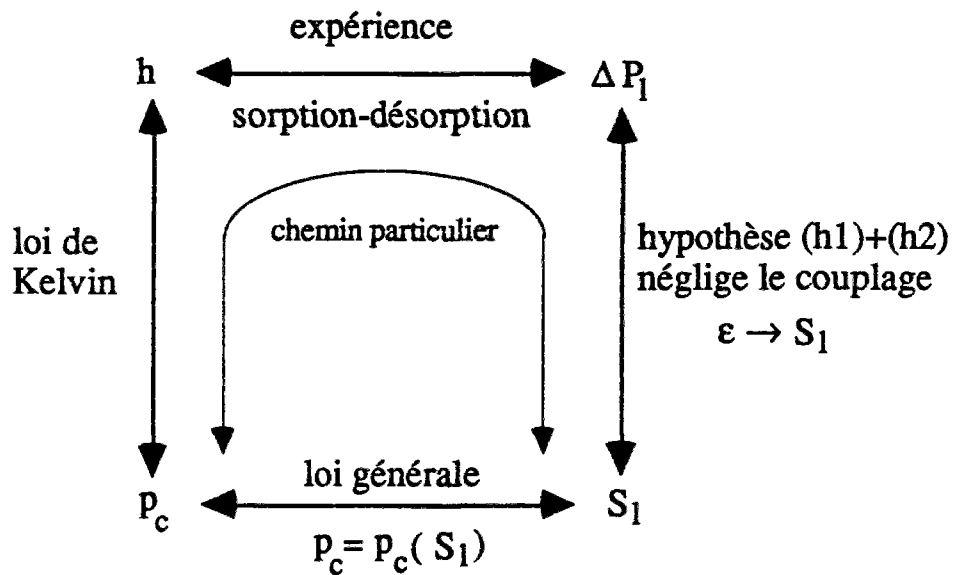 expérience
h
Δ P_l
sorption-désorption
chemin particulier
loi de
Kelvin
hypothèse (h1)+(h2)
néglige le couplage
ε → S_l
loi générale
p_c
S_l
p_c = p_c ( S_l )